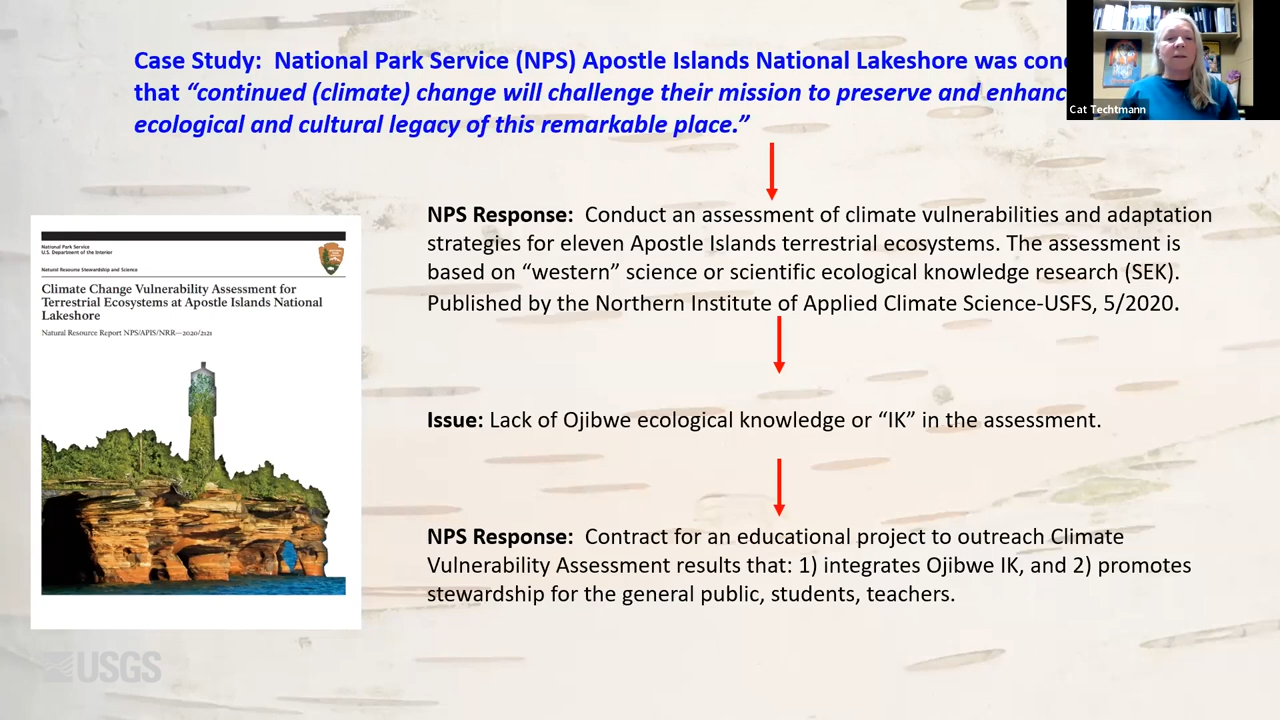 Case Study: National Park Service (NPS) Apostle Islands National Lakeshore was
that “continued (climate) change will challenge their mission to preserve and
ecological and cultural legacy of this remarkable place.”
Cat Techtmann
NPS Response: Conduct an assessment of climate vulnerabilities and adaptation
strategies for eleven Apostle Islands terrestrial ecosystems. The assessment is
based on “western” science or scientific ecological knowledge research (SEK).
Published by the Northern Institute of Applied Climate Science-USFS, 5/2020.
Issue: Lack of Ojibwe ecological knowledge or “IK” in the assessment.
NPS Response: Contract for an educational project to outreach Climate
Vulnerability Assessment results that: 1) integrates Ojibwe IK, and 2) promotes
stewardship for the general public, students, teachers.
National Park Service
U.S. Department of the Interior
Natural Resource Stewardship and Science
Climate Change Vulnerability Assessment for
Terrestrial Ecosystems at Apostle Islands National
Lakeshore
Natural Resource Report NPS/APIS/NRR—2020/2121
USGS